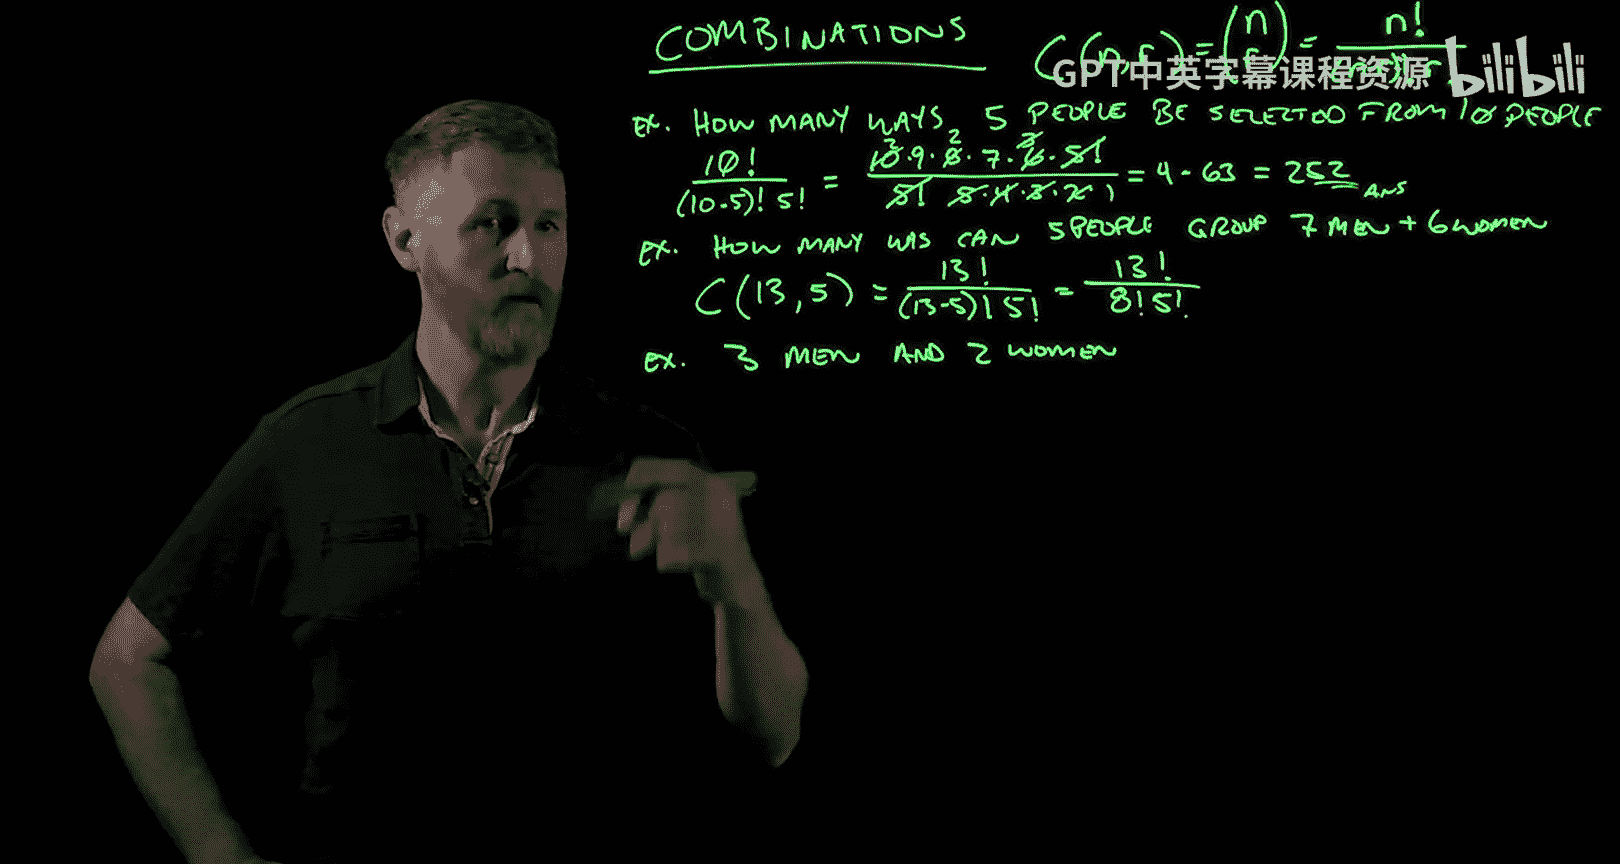 COMBINATIONS C(n,r) = (n r) = n! / (n-r)! r!
GPT中英字幕课程资源 bilibili
EX. HOW MANY WAYS, 5 PEOPLE BE SELECTED FROM 10 PEOPLE
10! / (10-5)! 5! = 10·9·8·7·6·5! / 5! 5·4·3·2·1 = 4 · 63 = 252 ANS
EX. HOW MANY WAS CAN 5 PEOPLE GROUP 7 MEN + 6 WOMEN
C(13,5) = 13! / (13-5)! 5! = 13! / 8! 5!
EX. 3 MEN AND 2 WOMEN